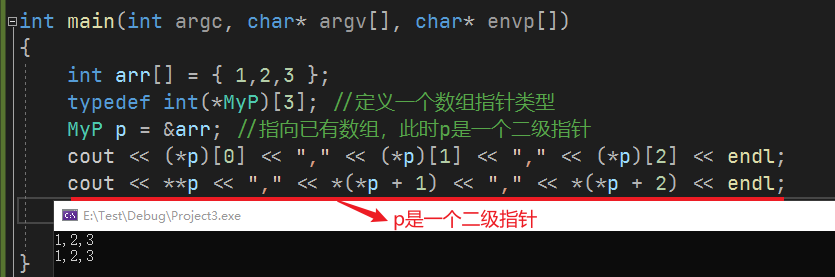 int main(int argc, char* argv[], char* envp[])
{
int arr[] = { 1,2,3 };
typedef int(*MyP)[3]; //定义一个数组指针类型
MyP p = &arr; //指向已有数组，此时p是一个二级指针
cout << (*p)[0] << "," << (*p)[1] << "," << (*p)[2] << endl;
cout << **p << "," << *(*p + 1) << "," << *(*p + 2) << endl;
E:\Test\Debug\Project3.exe
p是一个二级指针
1,2,3
1,2,3
}